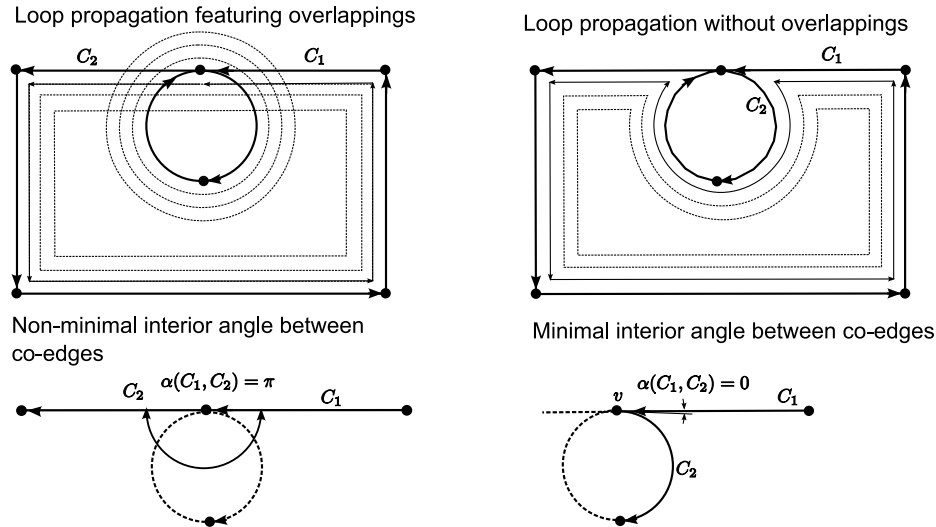 Loop propagation featuring overlappings
Loop propagation without overlappings
C₂
C₁
C₁
C₂
Non-minimal interior angle between
co-edges
Minimal interior angle between co-edges
α(C₁, C₂) = π
C₂
C₁
α(C₁, C₂) = 0
v
C₁
C₂